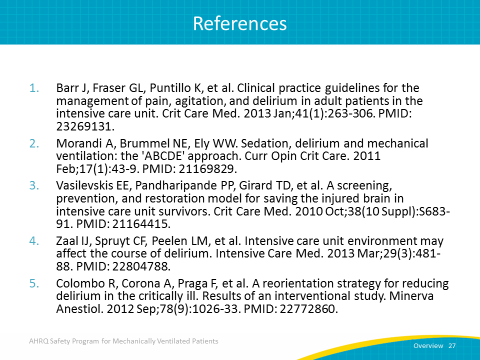 References
1. Barr J, Fraser GL, Puntillo K, et al. Clinical practice guidelines for the
management of pain, agitation, and delirium in adult patients in the
intensive care unit. Crit Care Med. 2013 Jan;41(1):263-306. PMID:
23269131.
2. Morandi A, Brummel NE, Ely WW. Sedation, delirium and mechanical
ventilation: the 'ABCDE' approach. Curr Opin Crit Care. 2011
Feb;17(1):43-9. PMID: 21169829.
3. Vasilevskis EE, Pandharipande PP, Girard TD, et al. A screening,
prevention, and restoration model for saving the injured brain in
intensive care unit survivors. Crit Care Med. 2010 Oct;38(10 Suppl):S683-
91. PMID: 21164415.
4. Zaal IJ, Spruyt CF, Peelen LM, et al. Intensive care unit environment may
affect the course of delirium. Intensive Care Med. 2013 Mar;29(3):481-
88. PMID: 22804788.
5. Colombo R, Corona A, Praga F, et al. A reorientation strategy for reducing
delirium in the critically ill. Results of an interventional study. Minerva
Anestiol. 2012 Sep;78(9):1026-33. PMID: 22772860.
AHRQ Safety Program for Mechanically Ventilated Patients
Overview 27